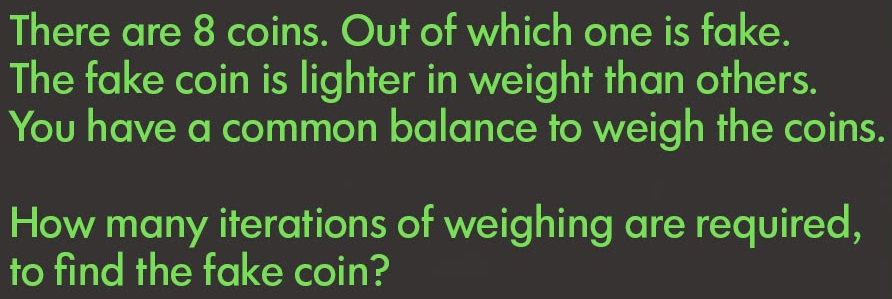 There are 8 coins. Out of which one is fake.
The fake coin is lighter in weight than others.
You have a common balance to weigh the coins.
How many iterations of weighing are required,
to find the fake coin?